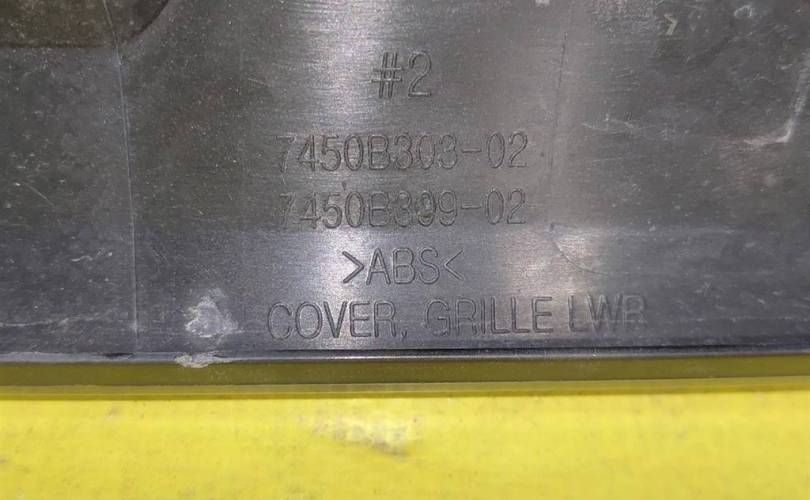 #2
7450B303-02
7450B399-02
>ABS<
COVER, GRILLE LWR